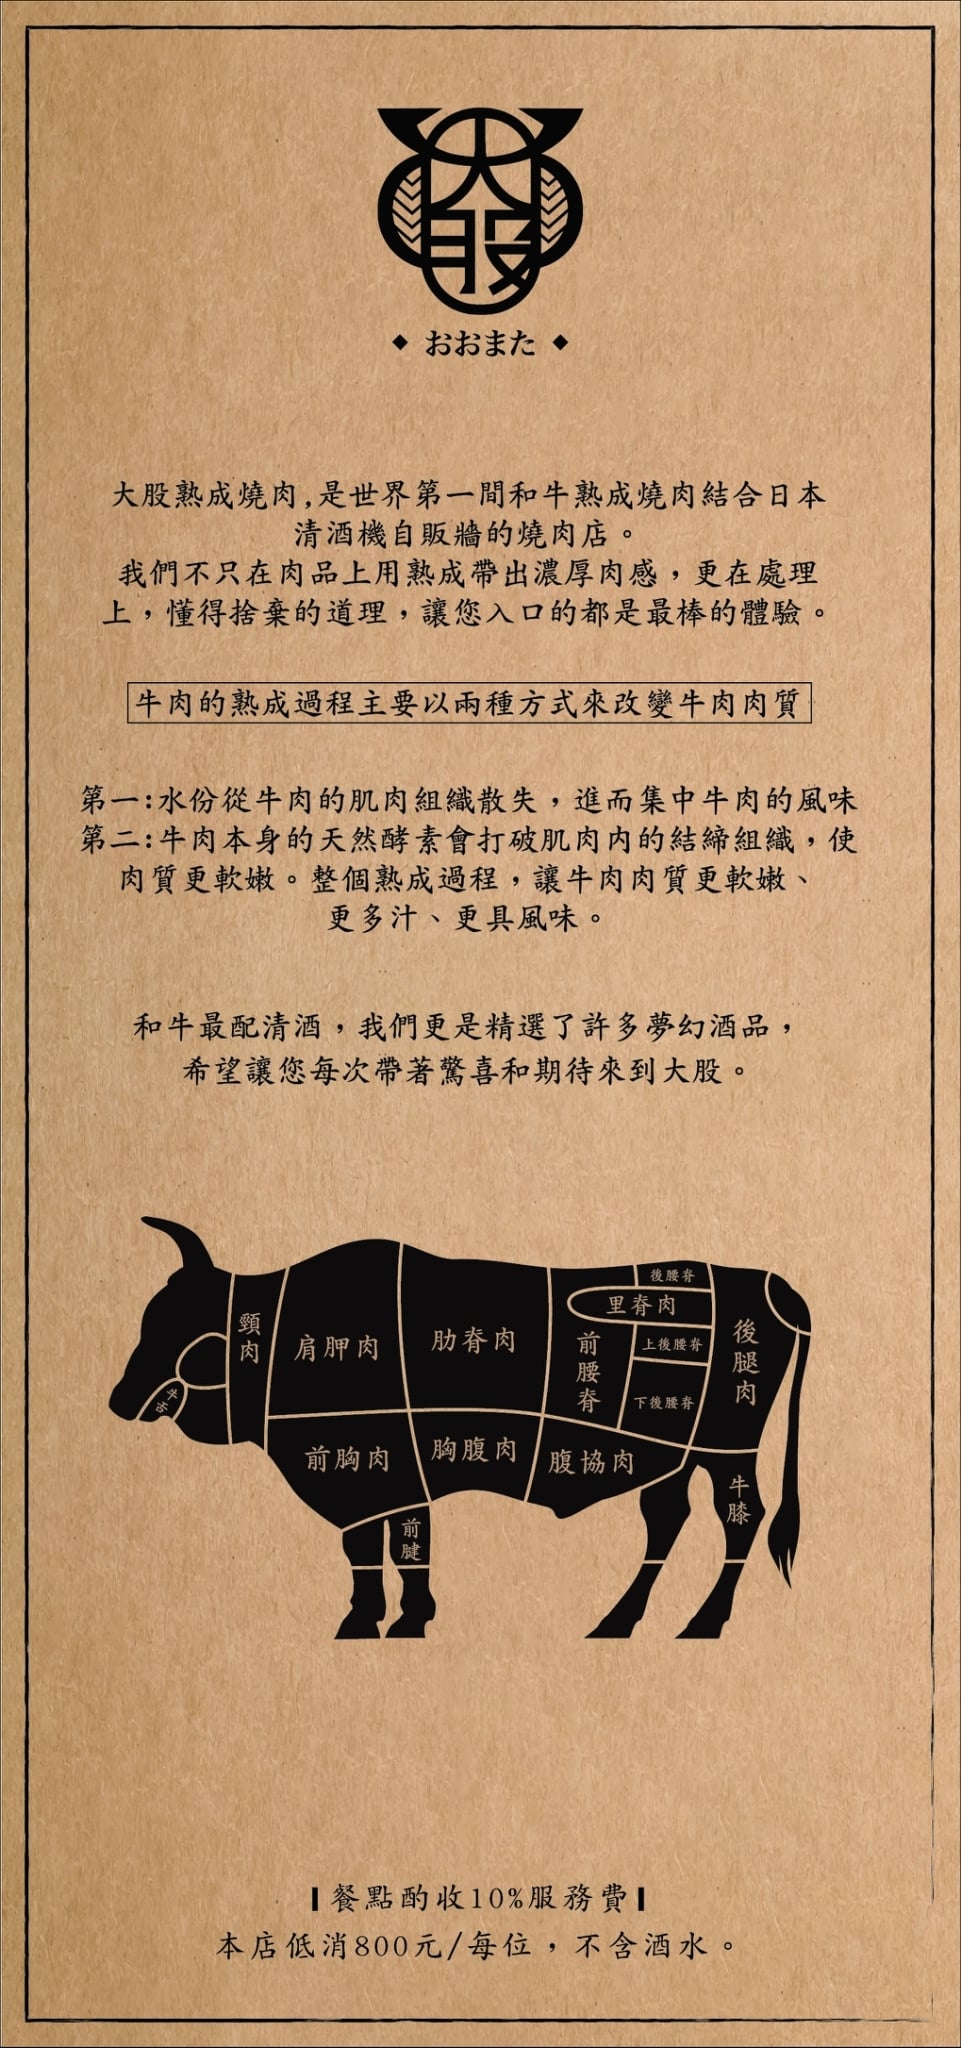 大股
おおまた
大股熟成燒肉,是世界第一間和牛熟成燒肉結合日本
清酒機自販牆的燒肉店。
我們不只在肉品上用熟成帶出濃厚肉感，更在處理
上，懂得捨棄的道理，讓您入口的都是最棒的體驗。
牛肉的熟成過程主要以兩種方式來改變牛肉肉質
第一:水份從牛肉的肌肉組織散失，進而集中牛肉的風味
第二:牛肉本身的天然酵素會打破肌肉內的結締組織，使
肉質更軟嫩。整個熟成過程，讓牛肉肉質更軟嫩、
更多汁、更具風味。
和牛最配清酒，我們更是精選了許多夢幻酒品，
希望讓您每次帶著驚喜和期待來到大股。
牛舌
頸肉
肩胛肉
肋脊肉
前腰脊
後腰脊
里脊肉
上後腰脊
下後腰脊
後腿肉
前胸肉
胸腹肉
腹協肉
前腱
牛膝
餐點酌收10%服務費
本店低消800元/每位，不含酒水。